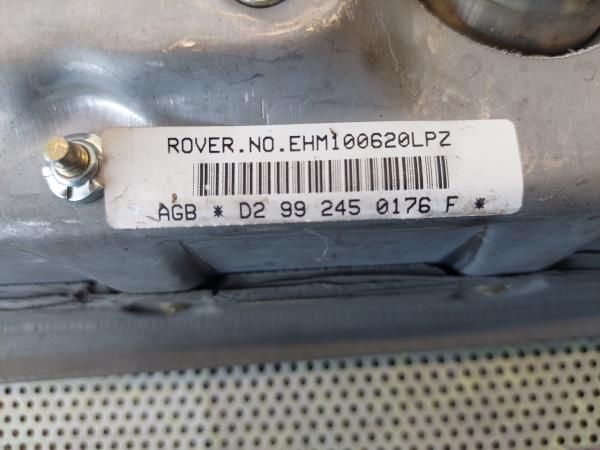 ROVER.NO.EHM100620LPZ
AGB * D2 99 245 0176 F *